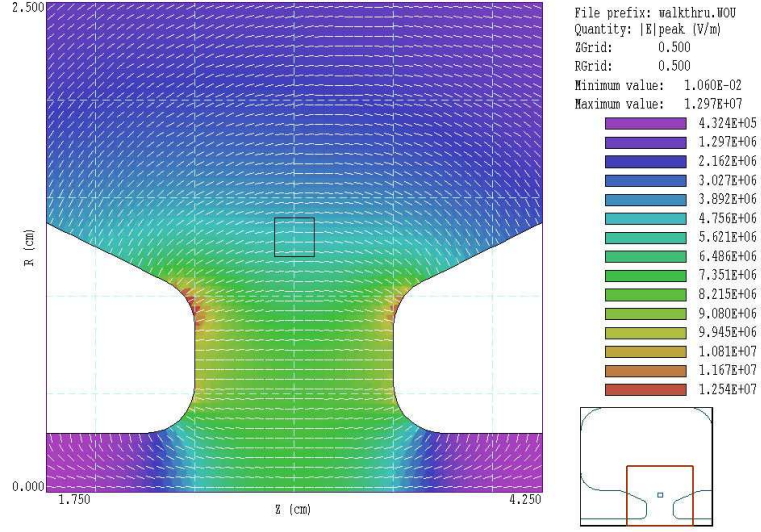 2.500
R (cm)
0.000
1.750
Z (cm)
4.250
File prefix: walkthru.WOU
Quantity: |E|peak (V/m)
ZGrid: 0.500
RGrid: 0.500
Minimum value: 1.060E-02
Maximum value: 1.297E+07
4.324E+05
1.297E+06
2.162E+06
3.027E+06
3.892E+06
4.756E+06
5.621E+06
6.486E+06
7.351E+06
8.215E+06
9.080E+06
9.945E+06
1.081E+07
1.167E+07
1.254E+07